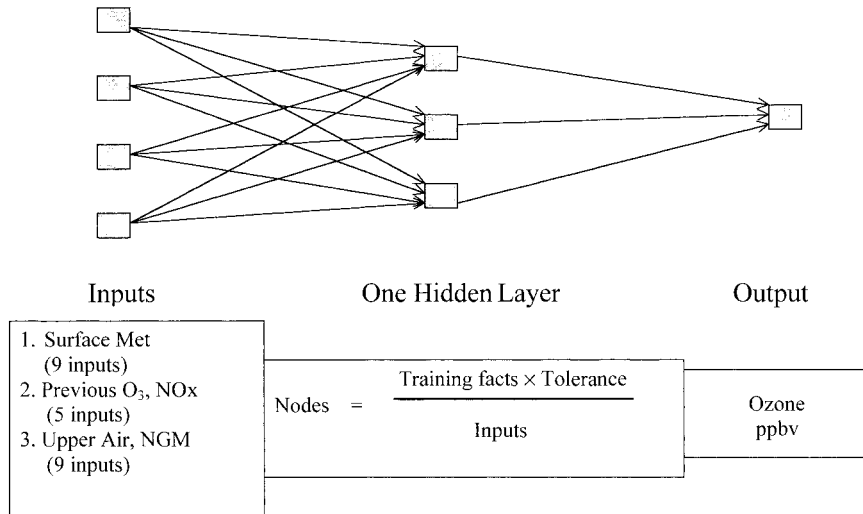 Inputs
One Hidden Layer
Output
1. Surface Met
(9 inputs)
2. Previous O₃, NOx
(5 inputs)
3. Upper Air, NGM
(9 inputs)
Nodes =
Training facts × Tolerance
Inputs
Ozone
ppbv